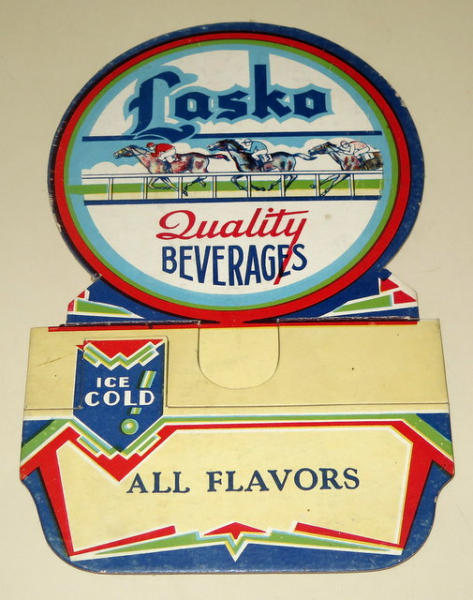 Lasko
Quality
BEVERAGES
ICE
COLD!
ALL FLAVORS